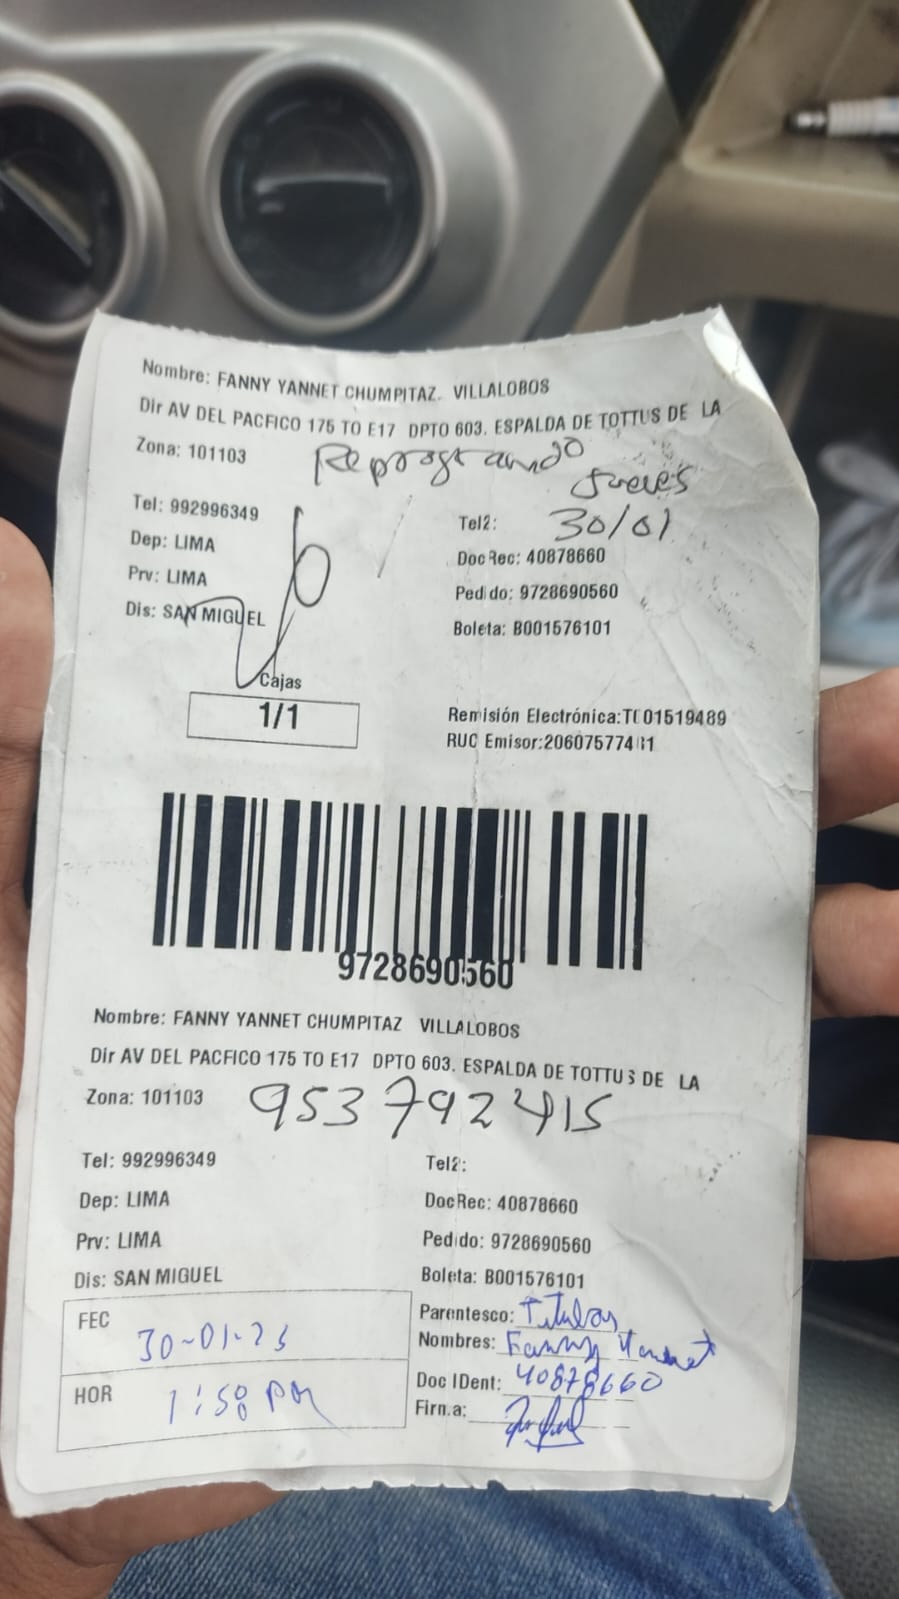 Nombre: FANNY YANNET CHUMPITAZ. VILLALOBOS
Dir AV DEL PACFICO 175 TO E17 DPTO 603. ESPALDA DE TOTTUS DE LA
Zona: 101103
Reprogramado
Jueves
30/01
Tel: 992996349
Tel2:
Dep: LIMA
DocRec: 40878660
Prv: LIMA
Pedido: 9728690560
Dis: SAN MIGUEL
Boleta: B001576101
Cajas
1/1
Remisión Electrónica:T001519489
RUC Emisor:
9728690560
Nombre: FANNY YANNET CHUMPITAZ VILLALOBOS
Dir AV DEL PACFICO 175 TO E17 DPTO 603. ESPALDA DE TOTTUS DE LA
Zona: 101103
953792415
Tel: 992996349
Tel2:
Dep: LIMA
DocRec: 40878660
Prv: LIMA
Pedido: 9728690560
Dis: SAN MIGUEL
Boleta: B001576101
FEC
30-01-25
HOR
1:58 PM
Parentesco: Titular
Nombres: Fanny Yannet
Doc IDent: 40878660
Firma: